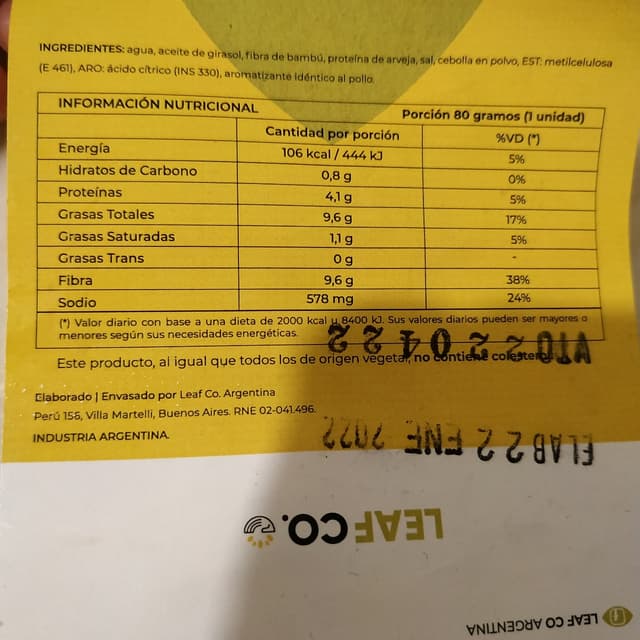 INGREDIENTES: agua, aceite de girasol, fibra de bambú, proteína de arveja, sal, cebolla en polvo, EST: metilcelulosa
(E 461), ARO: ácido cítrico (INS 330), aromatizante Idéntico al pollo.
INFORMACIÓN NUTRICIONAL Porción 80 gramos (1 unidad)
Cantidad por porción %VD (*)
Energía 106 kcal / 444 kJ 5%
Hidratos de Carbono 0,8 g 0%
Proteínas 4,1 g 5%
Grasas Totales 9,6 g 17%
Grasas Saturadas 1,1 g 5%
Grasas Trans 0 g -
Fibra 9,6 g 38%
Sodio 578 mg 24%
(*) Valor diario con base a una dieta de 2000 kcal u 8400 kJ. Sus valores diarios pueden ser mayores o
menores según sus necesidades energéticas.
VTO 22 04 22
Este producto, al igual que todos los de origen vegetal, no contiene colesterol.
Elaborado | Envasado por Leaf Co. Argentina
Perú 156, Villa Martelli, Buenos Aires. RNE 02-041.496.
INDUSTRIA ARGENTINA.
ELAB 22 ENE 2022
LEAF CO.
LEAF CO ARGENTINA